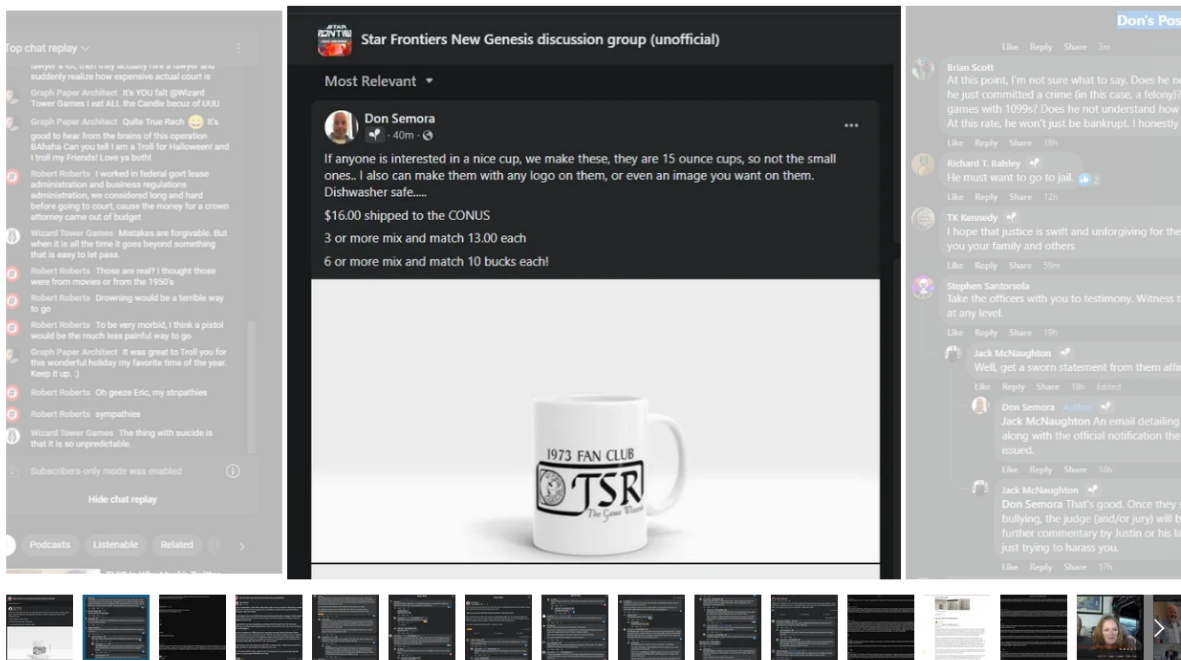 Top chat replay
lawyer a lot, then they actually hire a lawyer and
suddenly realize how expensive actual court is
Graph Paper Architect It's YOU falt @Wizard
Tower Games I eat ALL the Candie becuz of UUU
Graph Paper Architect Quite True Rach 😀 It's
good to hear from the brains of this operation
BAhaha Can you tell I am a Troll for Halloween! and
I troll my Friends! Love ya both!
Robert Roberts I worked in federal govt lease
administration and business regulations
administration, we considered long and hard
before going to court, cause the money for a crown
attorney came out of budget
Wizard Tower Games Mistakes are forgivable. But
when it is all the time it goes beyond something
that is easy to let pass.
Robert Roberts Those are real? I thought those
were from movies or from the 1950's
Robert Roberts Drowning would be a terrible way
to go
Robert Roberts To be very morbid, I think a pistol
would be the much less painful way to go
Graph Paper Architect It was great to Troll you for
this wonderful holiday my favorite time of the year.
Keep it up. :)
Robert Roberts Oh geeze Eric, my stnpathies
Robert Roberts sympathies
Wizard Tower Games The thing with suicide is
that it is so unpredictable.
Subscribers-only mode was enabled
Hide chat replay
Podcasts Listenable Related
STAR
Star Frontiers New Genesis discussion group (unofficial)
Most Relevant
Don Semora
40m
If anyone is interested in a nice cup, we make these, they are 15 ounce cups, so not the small
ones.. I also can make them with any logo on them, or even an image you want on them.
Dishwasher safe.....
$16.00 shipped to the CONUS
3 or more mix and match 13.00 each
6 or more mix and match 10 bucks each!
1973 FAN CLUB
TSR
The Game Wizards
Don's Pos
Like Reply Share 3m
Brian Scott
At this point, I'm not sure what to say. Does he n
he just committed a crime (in this case, a felony)?
games with 1099s? Does he not understand how
At this rate, he won't just be bankrupt. I honestly
Like Reply Share 18h
Richard T. Balsley
He must want to go to jail. 2
Like Reply Share 12h
TK Kennedy
I hope that justice is swift and unforgiving for the
you your family and others
Like Reply Share 59m
Stephen Santorsola
Take the officers with you to testimony. Witness t
at any level.
Like Reply Share 19h
Jack McNaughton
Well, get a sworn statement from them affi
Like Reply Share 18h Edited
Don Semora Author
Jack McNaughton An email detailing
along with the official notification the
issued.
Like Reply Share 18h
Jack McNaughton
Don Semora That's good. Once they s
bullying, the judge (and/or jury) will b
further commentary by Justin or his la
just trying to harass you.
Like Reply Share 17h